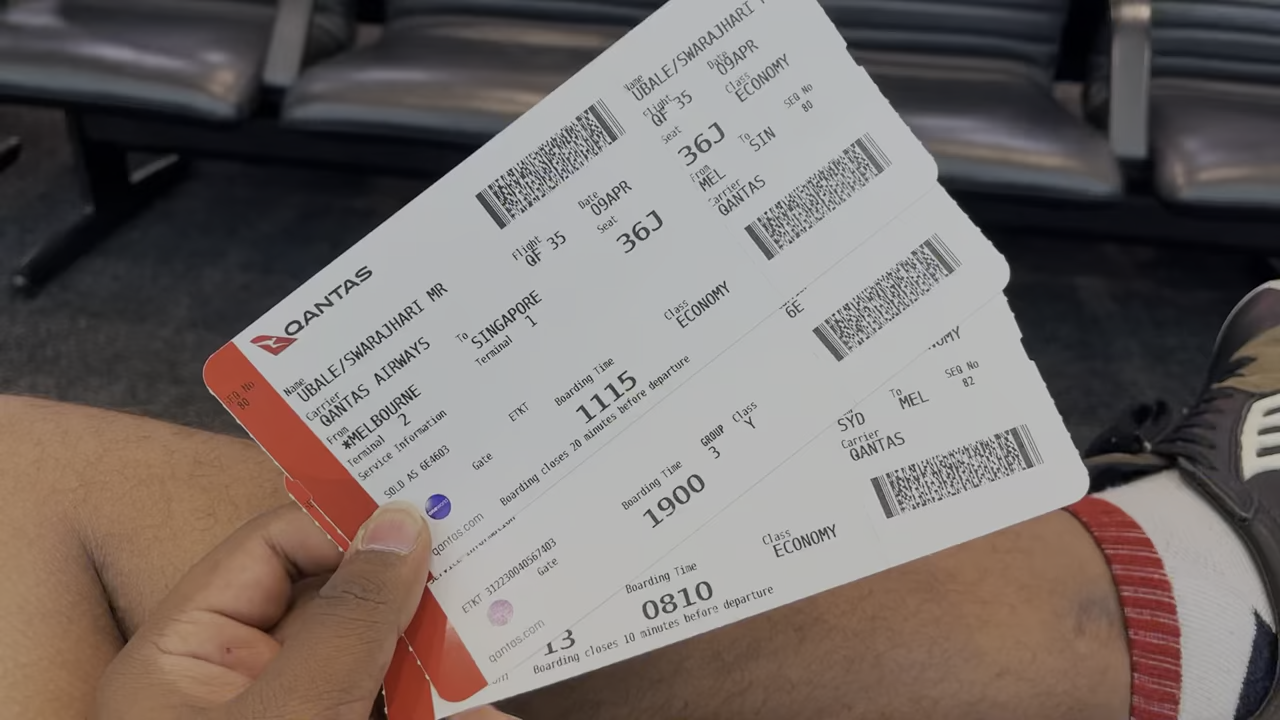 QANTAS
Name
UBALE/SWARAJHARI MR
Carrier
QANTAS AIRWAYS
From
*MELBOURNE
Terminal 2
Service Information
SOLD AS 6E4603
SEQ No
80
To
SINGAPORE
Terminal 1
Flight
QF 35
Date
09APR
Seat
36J
Class
ECONOMY
ETKT
Gate
Boarding Time
1115
Boarding closes 20 minutes before departure
qantas.com
Name
UBALE/SWARAJHARI
Flight
QF 35
Date
09APR
Seat
36J
Class
ECONOMY
From
MEL
To
SIN
SEQ No
80
Carrier
QANTAS
ETKT 312230040567403
Gate
Boarding Time
1900
GROUP
3
Class
Y
6E
qantas.com
13
Boarding Time
0810
Boarding closes 10 minutes before departure
Class
ECONOMY
SYD
To
MEL
SEQ No
82
Carrier
QANTAS